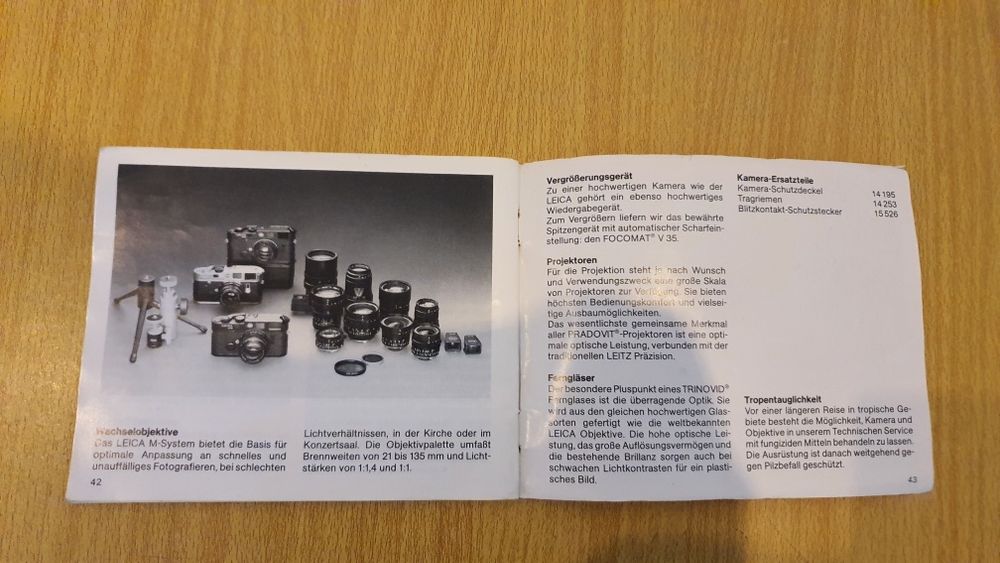 Wechselobjektive
Das LEICA M-System bietet die Basis für
optimale Anpassung an schnelles und
unauffälliges Fotografieren, bei schlechten
42
Lichtverhältnissen, in der Kirche oder im
Konzertsaal. Die Objektivpalette umfaßt
Brennweiten von 21 bis 135 mm und Licht-
stärken von 1:1,4 und 1:1.
Vergrößerungsgerät
Zu einer hochwertigen Kamera wie der
LEICA gehört ein ebenso hochwertiges
Wiedergabegerät.
Zum Vergrößern liefern wir das bewährte
Spitzengerät mit automatischer Scharfein-
stellung: den FOCOMAT® V 35.
Projektoren
Für die Projektion steht je nach Wunsch
und Verwendungszweck eine große Skala
von Projektoren zur Verfügung. Sie bieten
höchsten Bedienungskomfort und vielsei-
tige Ausbaumöglichkeiten.
Das wesentlichste gemeinsame Merkmal
aller PRADOVIT®-Projektoren ist eine opti-
male optische Leistung, verbunden mit der
traditionellen LEITZ Präzision.
Ferngläser
Der besondere Pluspunkt eines TRINOVID®
Fernglases ist die überragende Optik. Sie
wird aus den gleichen hochwertigen Glas-
sorten gefertigt wie die weltbekannten
LEICA Objektive. Die hohe optische Lei-
stung, das große Auflösungsvermögen und
die bestehende Brillanz sorgen auch bei
schwachen Lichtkontrasten für ein plasti-
sches Bild.
Kamera-Ersatzteile
Kamera-Schutzdeckel 14 195
Tragriemen 14 253
Blitzkontakt-Schutzstecker 15 526
Tropentauglichkeit
Vor einer längeren Reise in tropische Ge-
biete besteht die Möglichkeit, Kamera und
Objektive in unserem Technischen Service
mit fungiziden Mitteln behandeln zu lassen.
Die Ausrüstung ist danach weitgehend ge-
gen Pilzbefall geschützt.
43